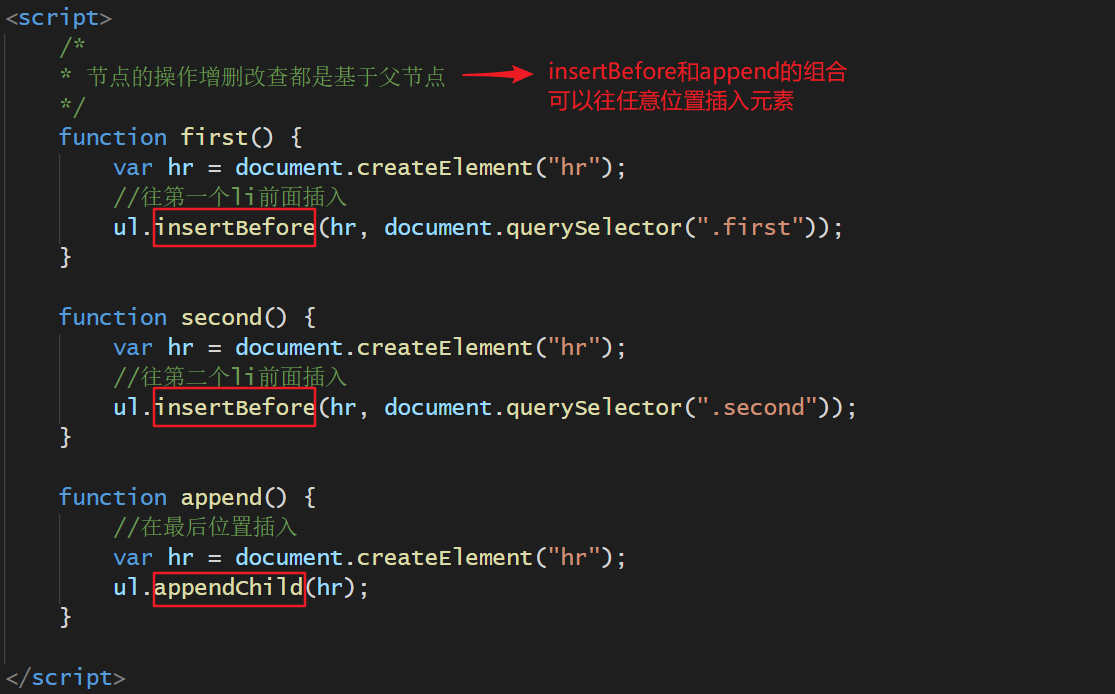 <script>
/*
* 节点的操作增删改查都是基于父节点
insertBefore和append的组合
可以往任意位置插入元素
*/
function first() {
var hr = document.createElement("hr");
//往第一个li前面插入
ul.insertBefore(hr, document.querySelector(".first"));
}
function second() {
var hr = document.createElement("hr");
//往第二个li前面插入
ul.insertBefore(hr, document.querySelector(".second"));
}
function append() {
//在最后位置插入
var hr = document.createElement("hr");
ul.appendChild(hr);
}
</script>